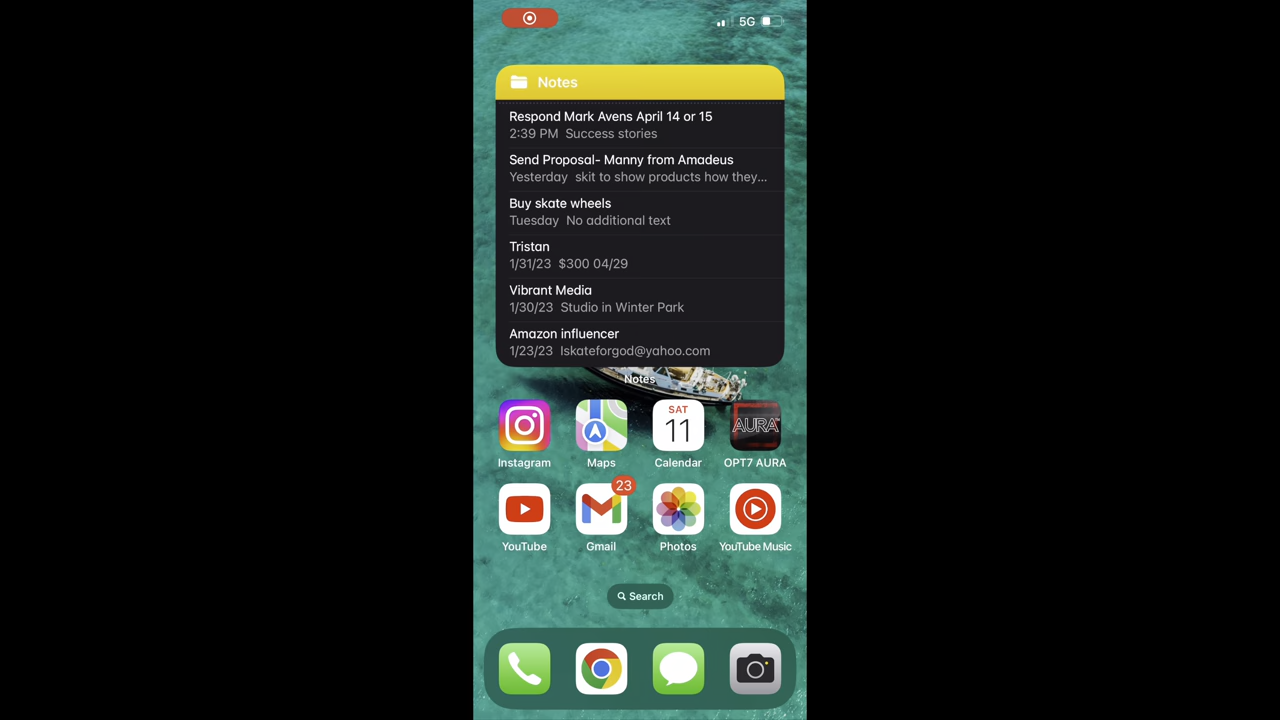 5G
Notes
Respond Mark Avens April 14 or 15
2:39 PM Success stories
Send Proposal- Manny from Amadeus
Yesterday skit to show products how they...
Buy skate wheels
Tuesday No additional text
Tristan
1/31/23 $300 04/29
Vibrant Media
1/30/23 Studio in Winter Park
Amazon influencer
1/23/23 Iskateforgod@yahoo.com
Notes
SAT
11
AURA
Instagram Maps Calendar OPT7 AURA
23
YouTube Gmail Photos YouTube Music
Search